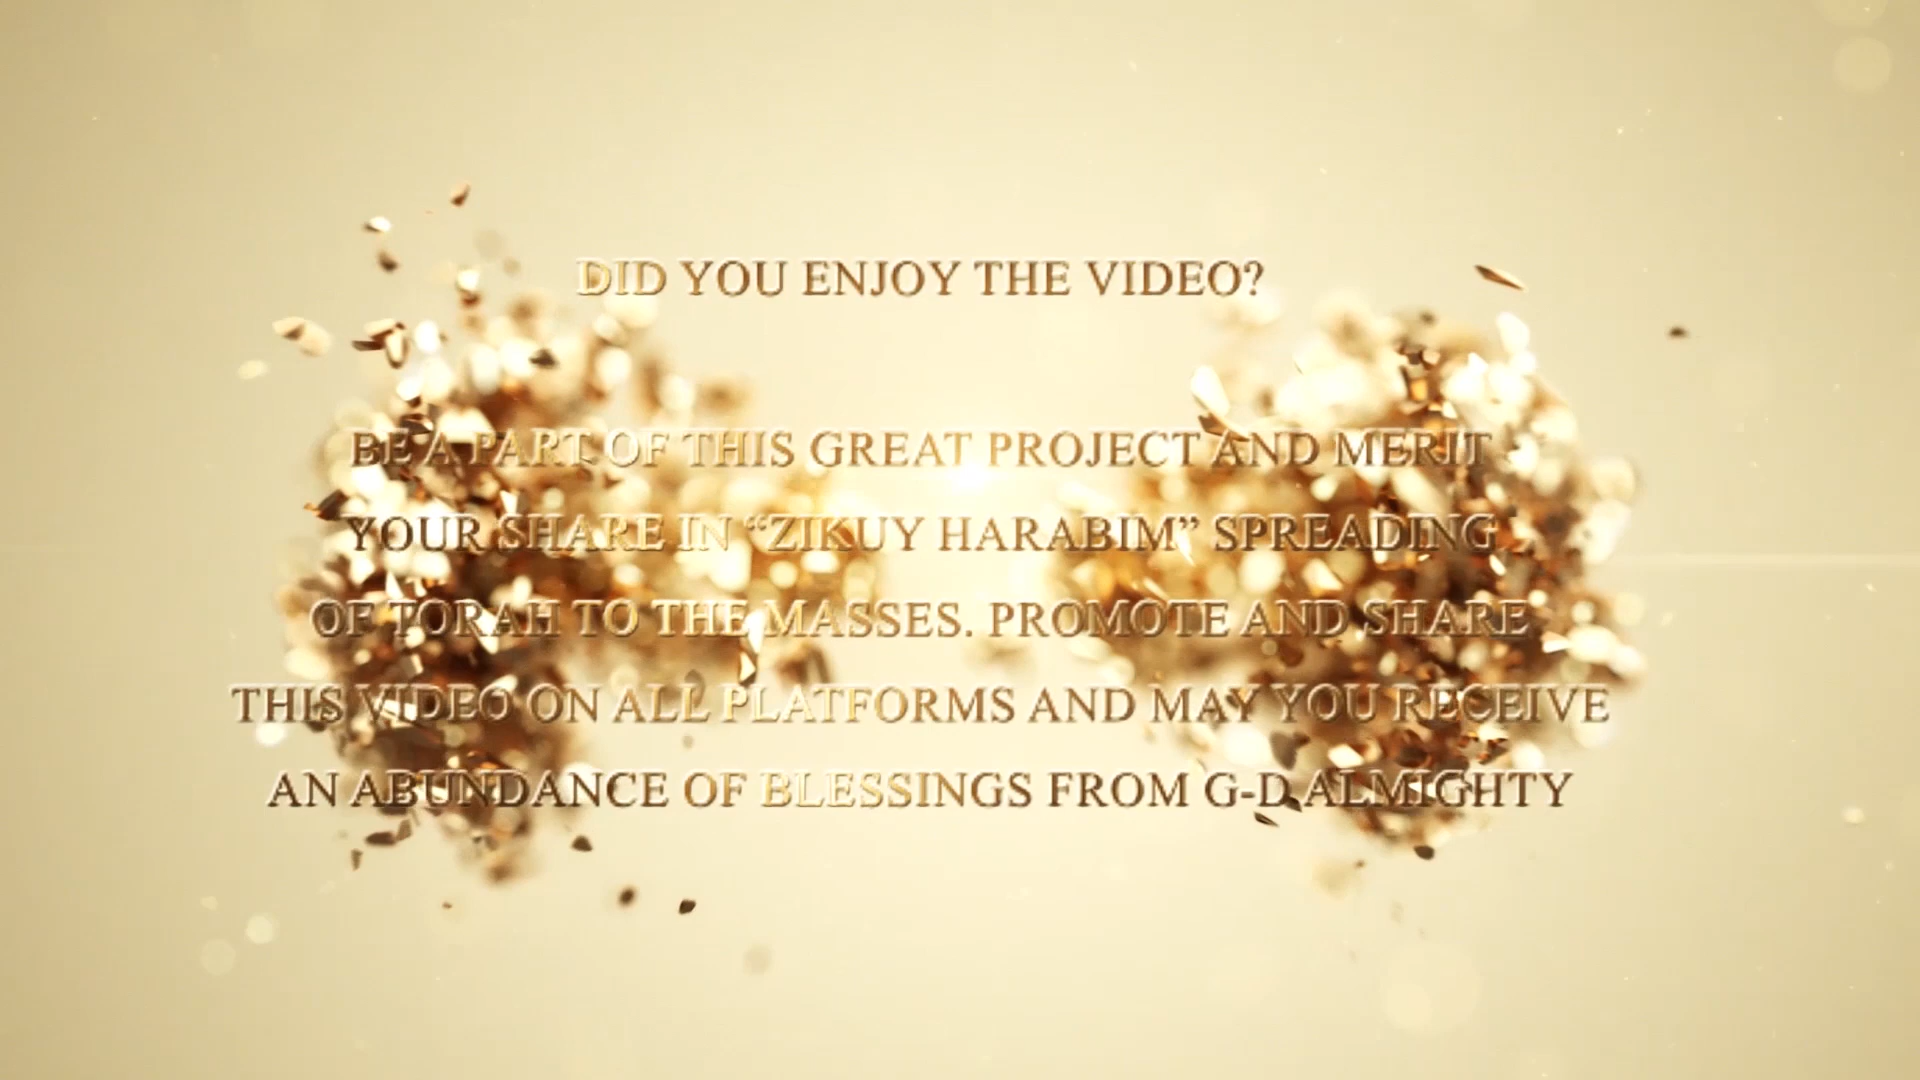 DID YOU ENJOY THE VIDEO?
BE A PART OF THIS GREAT PROJECT AND MERIT
YOUR SHARE IN “ZIKUY HARABIM” SPREADING
OF TORAH TO THE MASSES. PROMOTE AND SHARE
THIS VIDEO ON ALL PLATFORMS AND MAY YOU RECEIVE
AN ABUNDANCE OF BLESSINGS FROM G-D ALMIGHTY